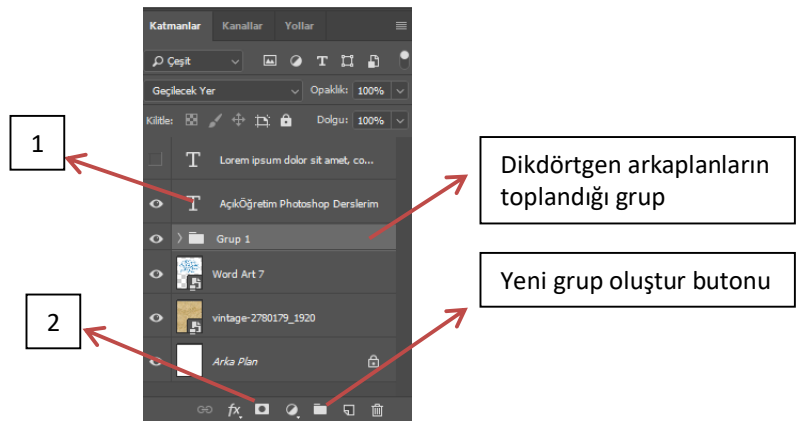 Katmanlar Kanallar Yollar
Çeşit
T
Geçilecek Yer Opaklık: 100%
Kilitle: Dolgu: 100%
1
T Lorem ipsum dolor sit amet, co...
T AçıkÖğretim Photoshop Derslerim
Dikdörtgen arkaplanların
toplandığı grup
Grup 1
Word Art 7
Yeni grup oluştur butonu
2
vintage-2780179_1920
Arka Plan
fx